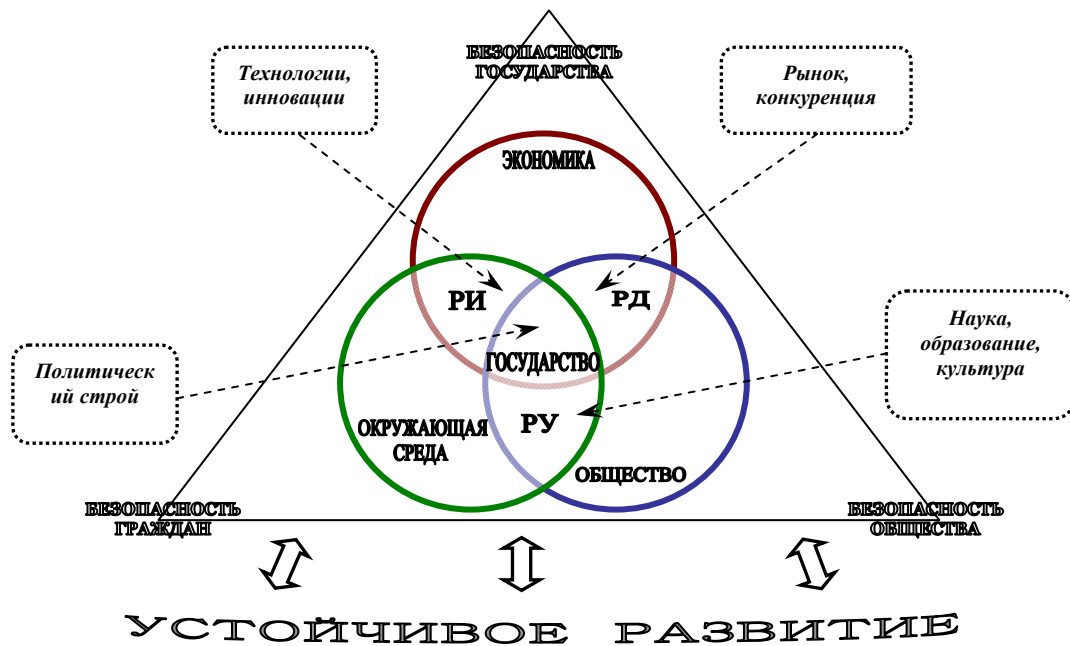 БЕЗОПАСНОСТЬ
ГОСУДАРСТВА
Технологии,
инновации
Рынок,
конкуренция
ЭКОНОМИКА
РИ
РД
Наука,
образование,
культура
Политическ
ий строй
ГОСУДАРСТВО
РУ
ОКРУЖАЮЩАЯ
СРЕДА
ОБЩЕСТВО
БЕЗОПАСНОСТЬ
ГРАЖДАН
БЕЗОПАСНОСТЬ
ОБЩЕСТВА
УСТОЙЧИВОЕ РАЗВИТИЕ